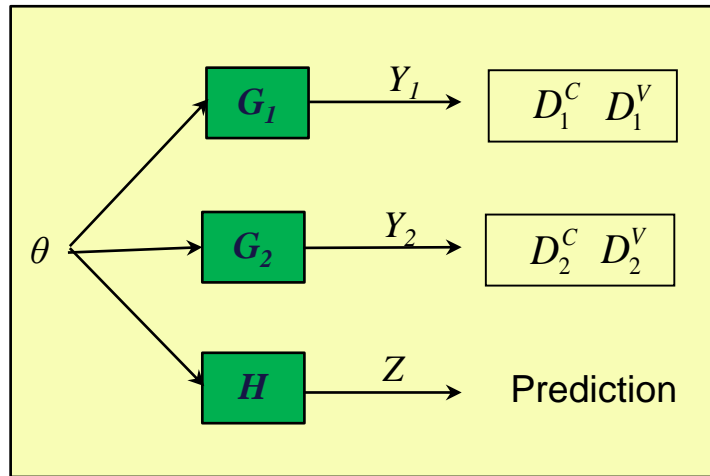 Y₁
G₁ D₁ᶜ D₁ⱽ
Y₂
θ G₂ D₂ᶜ D₂ⱽ
Z
H Prediction